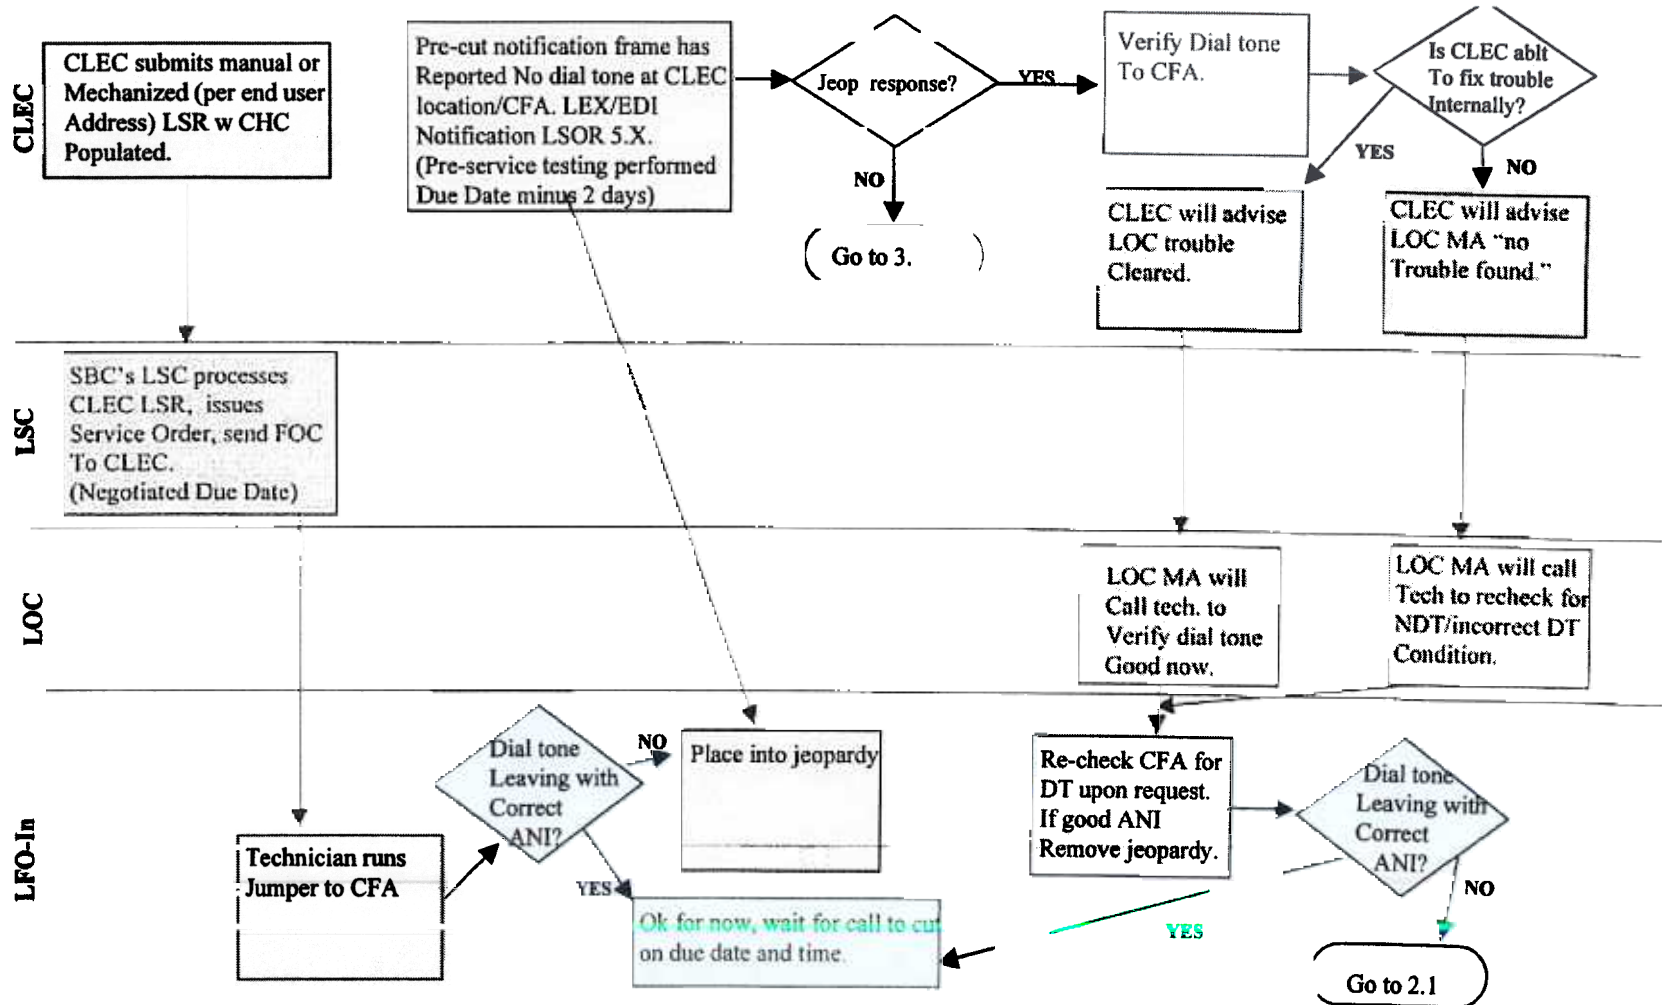 CLEC
CLEC submits manual or
Mechanized (per end user
Address) LSR w CHC
Populated.
Pre-cut notification frame has
Reported No dial tone at CLEC
location/CFA. LEX/EDI
Notification LSOR 5.X.
(Pre-service testing performed
Due Date minus 2 days)
Jeop response?
YES
NO
Go to 3.
Verify Dial tone
To CFA.
Is CLEC ablt
To fix trouble
Internally?
YES
NO
CLEC will advise
LOC trouble
Cleared.
CLEC will advise
LOC MA “no
Trouble found.”
LSC
SBC's LSC processes
CLEC LSR, issues
Service Order, send FOC
To CLEC.
(Negotiated Due Date)
LOC
LOC MA will
Call tech. to
Verify dial tone
Good now.
LOC MA will call
Tech to recheck for
NDT/incorrect DT
Condition.
LFO-In
Technician runs
Jumper to CFA
Dial tone
Leaving with
Correct
ANI?
NO
YES
Place into jeopardy
Ok for now, wait for call to cut
on due date and time.
Re-check CFA for
DT upon request.
If good ANI
Remove jeopardy.
Dial tone
Leaving with
Correct
ANI?
YES
NO
Go to 2.1